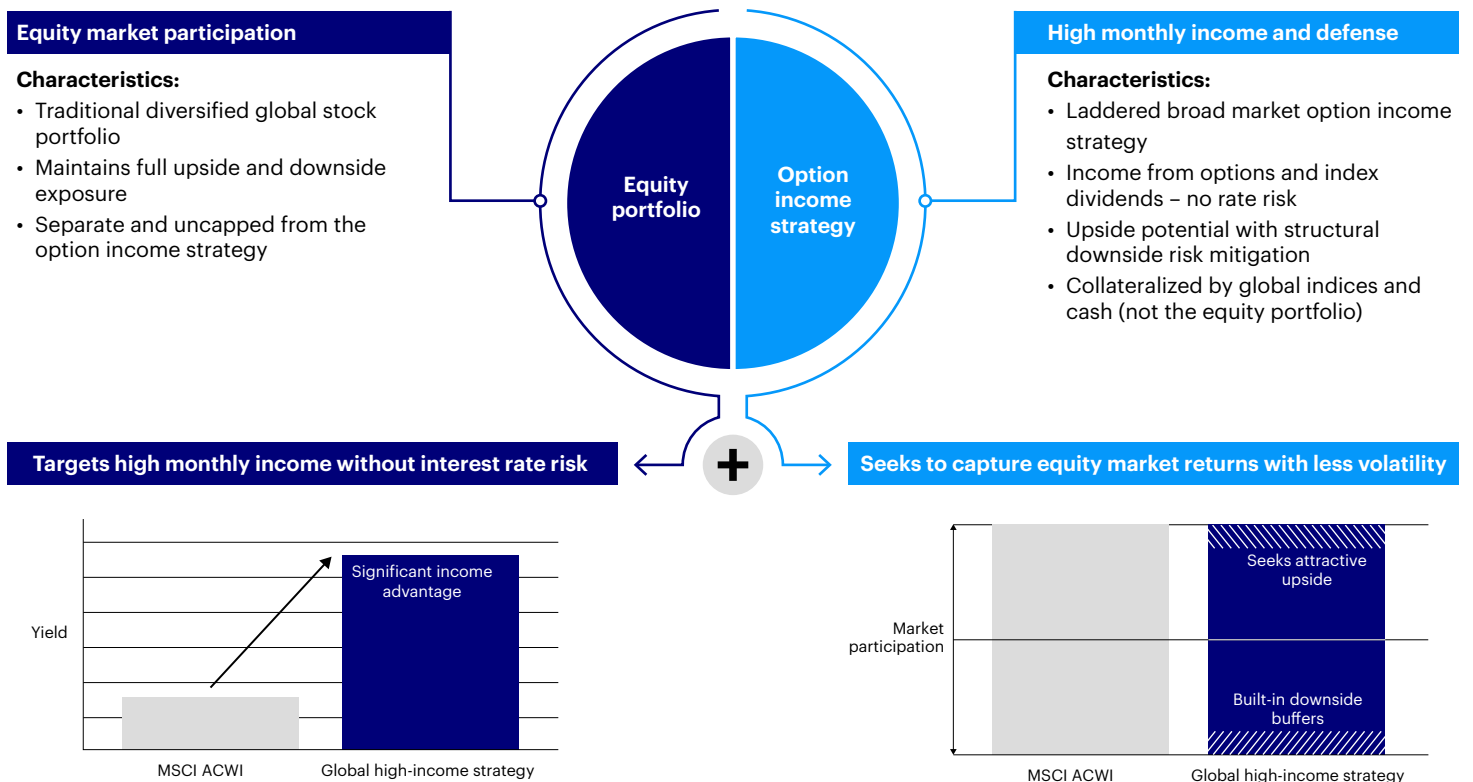 Equity market participation
Characteristics:
• Traditional diversified global stock
portfolio
• Maintains full upside and downside
exposure
• Separate and uncapped from the
option income strategy
Equity
portfolio
Option
income
strategy
High monthly income and defense
Characteristics:
• Laddered broad market option income
strategy
• Income from options and index
dividends – no rate risk
• Upside potential with structural
downside risk mitigation
• Collateralized by global indices and
cash (not the equity portfolio)
Targets high monthly income without interest rate risk
+
Seeks to capture equity market returns with less volatility
Yield
Significant income
advantage
MSCI ACWI
Global high-income strategy
Market
participation
Seeks attractive
upside
Built-in downside
buffers
MSCI ACWI
Global high-income strategy